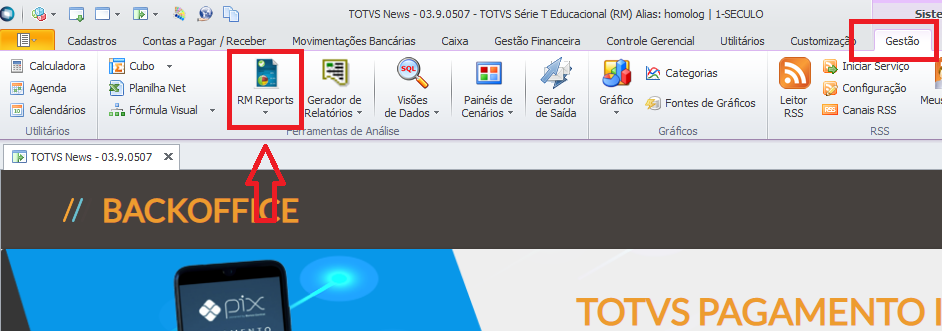 TOTVS News - 03.9.0507 - TOTVS Série T Educacional (RM) Alias: homolog | 1-SECULO
Siste
Cadastros Contas a Pagar / Receber Movimentações Bancárias Caixa Gestão Financeira Controle Gerencial Utilitários Customização Gestão
Calculadora
Agenda
Calendários
Utilitários
Cubo
Planilha Net
Fórmula Visual
RM Reports
Gerador de
Relatórios
SQL
Visões
de Dados
Painéis de
Cenários
Gerador
de Saída
Ferramentas de Análise
Gráfico
Categorias
Fontes de Gráficos
Gráficos
Leitor
RSS
Iniciar Serviço
Configuração
RSS Canais RSS
RSS
Meus
TOTVS News - 03.9.0507
// BACKOFFICE
pix
TOTVS PAGAMENTO